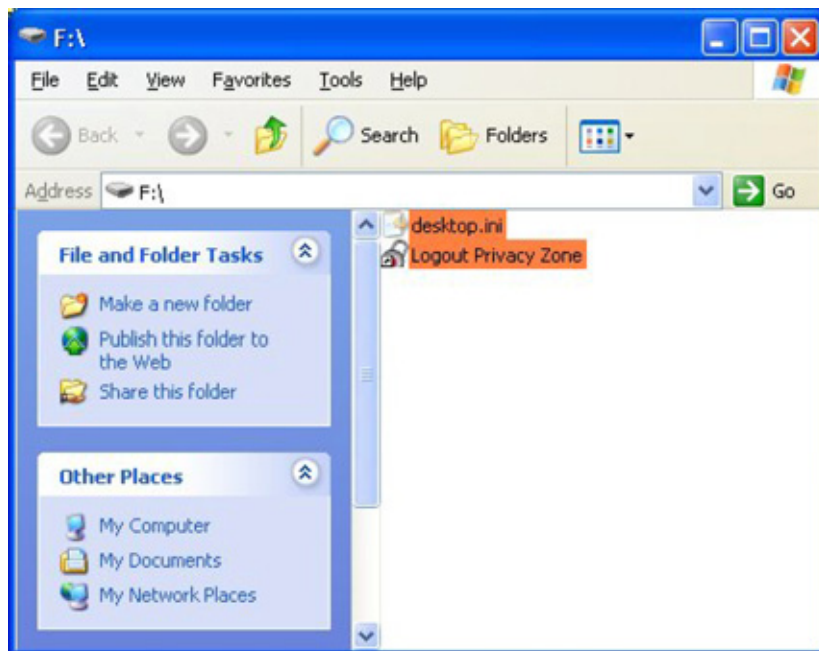 F:\
File Edit View Favorites Tools Help
Back Search Folders
Address F:\ Go
File and Folder Tasks
Make a new folder
Publish this folder to
the Web
Share this folder
Other Places
My Computer
My Documents
My Network Places
desktop.ini
Logout Privacy Zone